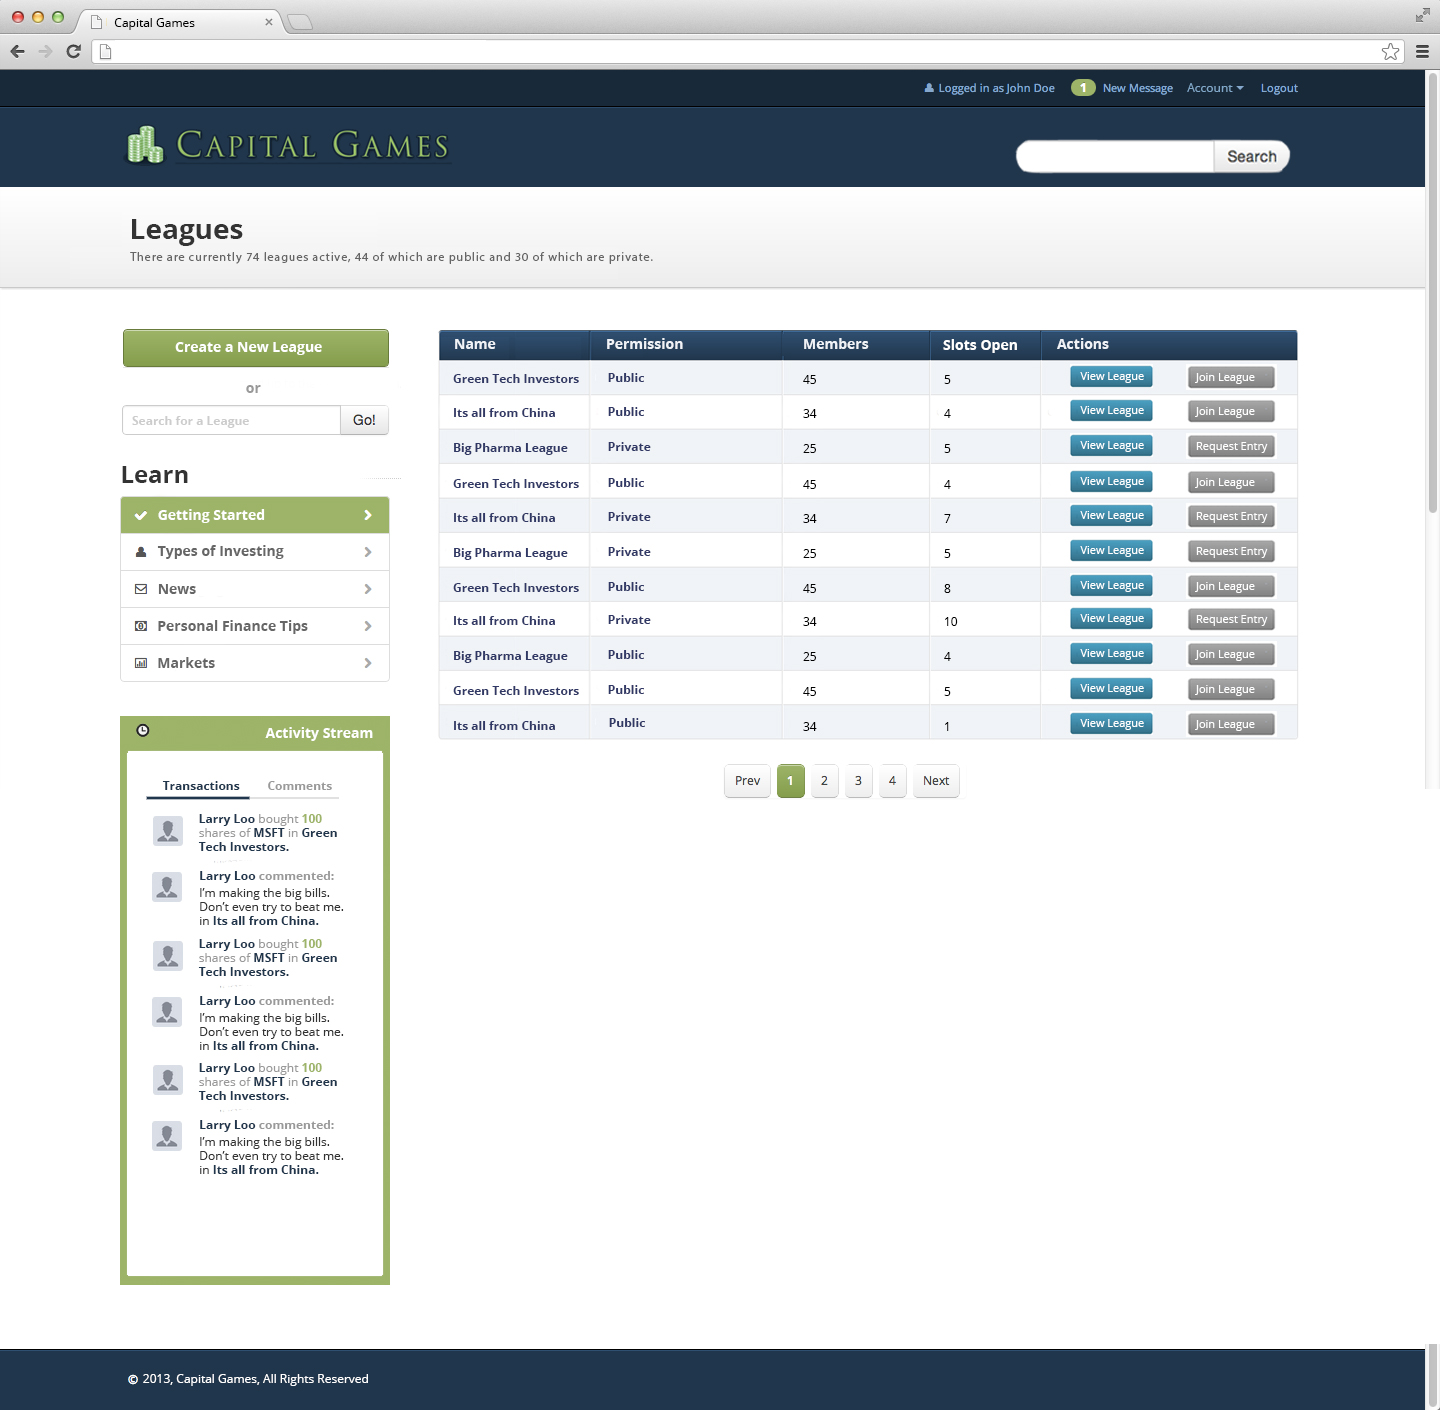 Capital Games
Logged in as John Doe 1 New Message Account Logout
Capital Games
Search
Leagues
There are currently 74 leagues active, 44 of which are public and 30 of which are private.
Create a New League
or
Search for a League Go!
Learn
Getting Started
Types of Investing
News
Personal Finance Tips
Markets
Activity Stream
Transactions Comments
Larry Loo bought 100
shares of MSFT in Green
Tech Investors.
Larry Loo commented:
I'm making the big bills.
Don't even try to beat me.
in Its all from China.
Larry Loo bought 100
shares of MSFT in Green
Tech Investors.
Larry Loo commented:
I'm making the big bills.
Don't even try to beat me.
in Its all from China.
Larry Loo bought 100
shares of MSFT in Green
Tech Investors.
Larry Loo commented:
I'm making the big bills.
Don't even try to beat me.
in Its all from China.
Name Permission Members Slots Open Actions
Green Tech Investors Public 45 5 View League Join League
Its all from China Public 34 4 View League Join League
Big Pharma League Private 25 5 View League Request Entry
Green Tech Investors Public 45 4 View League Join League
Its all from China Private 34 7 View League Request Entry
Big Pharma League Private 25 5 View League Request Entry
Green Tech Investors Public 45 8 View League Join League
Its all from China Private 34 10 View League Request Entry
Big Pharma League Public 25 4 View League Join League
Green Tech Investors Public 45 5 View League Join League
Its all from China Public 34 1 View League Join League
Prev 1 2 3 4 Next
© 2013, Capital Games, All Rights Reserved